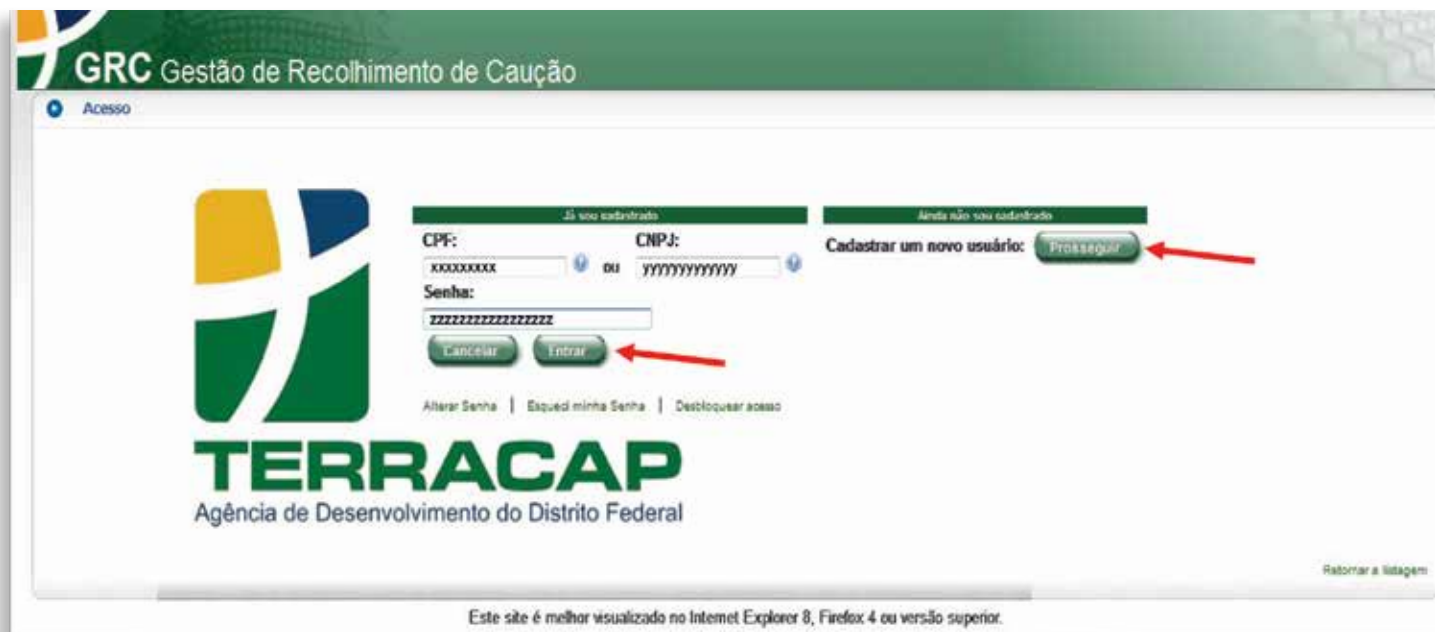 GRC Gestão de Recolhimento de Caução
Acesso
Já sou cadastrado
Ainda não sou cadastrado
CPF:
CNPJ:
Cadastrar um novo usuário: Prosseguir
xxxxxxxxx ou yyyyyyyyyyyyy
Senha:
zzzzzzzzzzzzzzzzz
Cancelar Entrar
Alterar Senha | Esqueci minha Senha | Desbloquear acesso
TERRACAP
Agência de Desenvolvimento do Distrito Federal
Retornar a listagem
Este site é melhor visualizado no Internet Explorer 8, Firefox 4 ou versão superior.